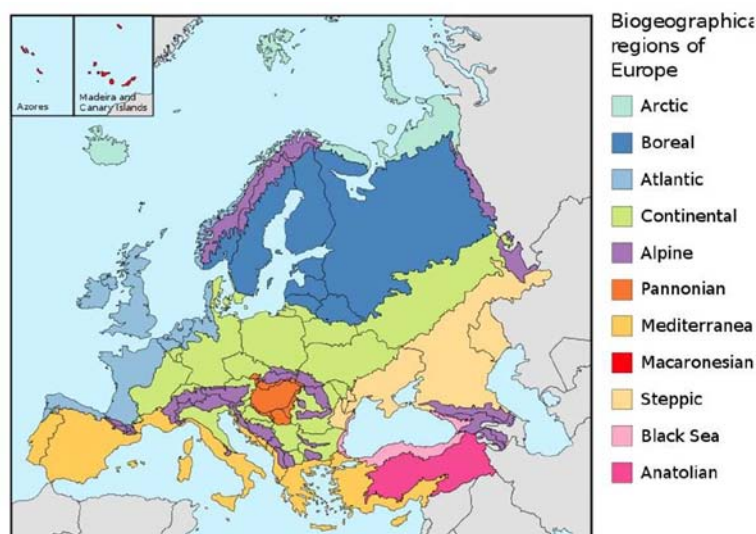 Biogeographica
regions of
Europe
Azores
Madeira and
Canary Islands
Arctic
Boreal
Atlantic
Continental
Alpine
Pannonian
Mediterranea
Macaronesian
Steppic
Black Sea
Anatolian